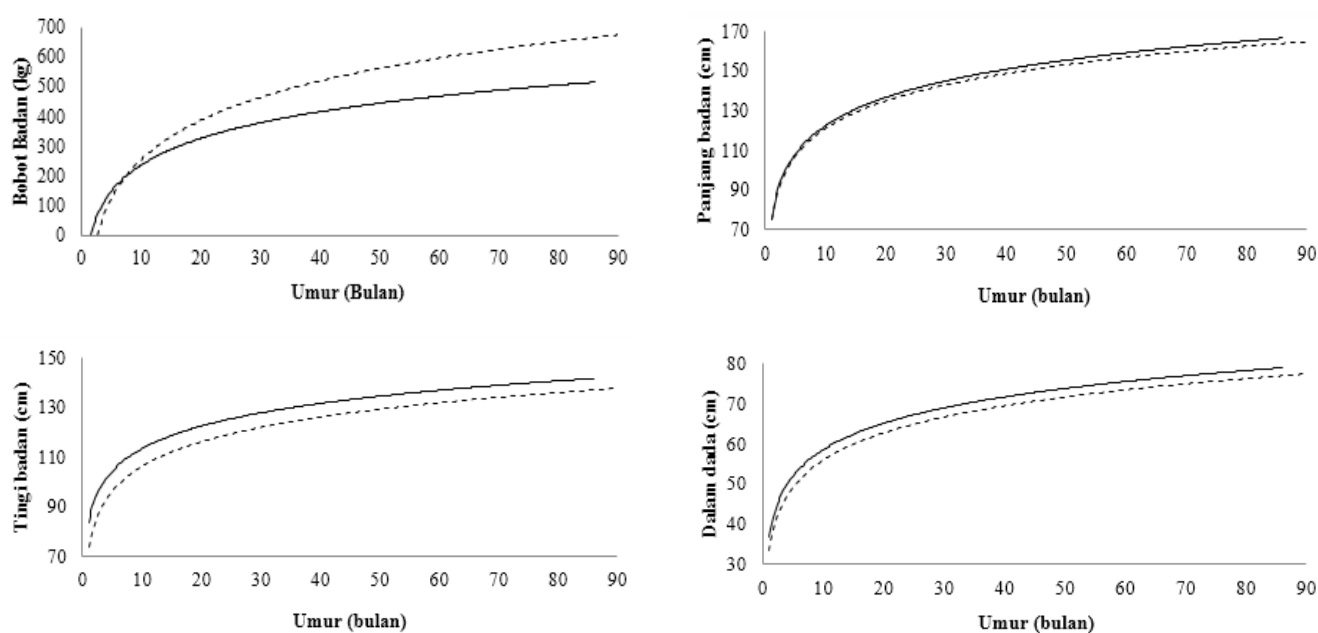 Bobot Badan (kg)
700
600
500
400
300
200
100
0
0 10 20 30 40 50 60 70 80 90
Umur (Bulan)
Panjang badan (cm)
170
150
130
110
90
70
0 10 20 30 40 50 60 70 80 90
Umur (bulan)
Tingi badan (cm)
150
130
110
90
70
0 10 20 30 40 50 60 70 80 90
Umur (bulan)
Dalam dada (cm)
80
70
60
50
40
30
0 10 20 30 40 50 60 70 80 90
Umur (bulan)